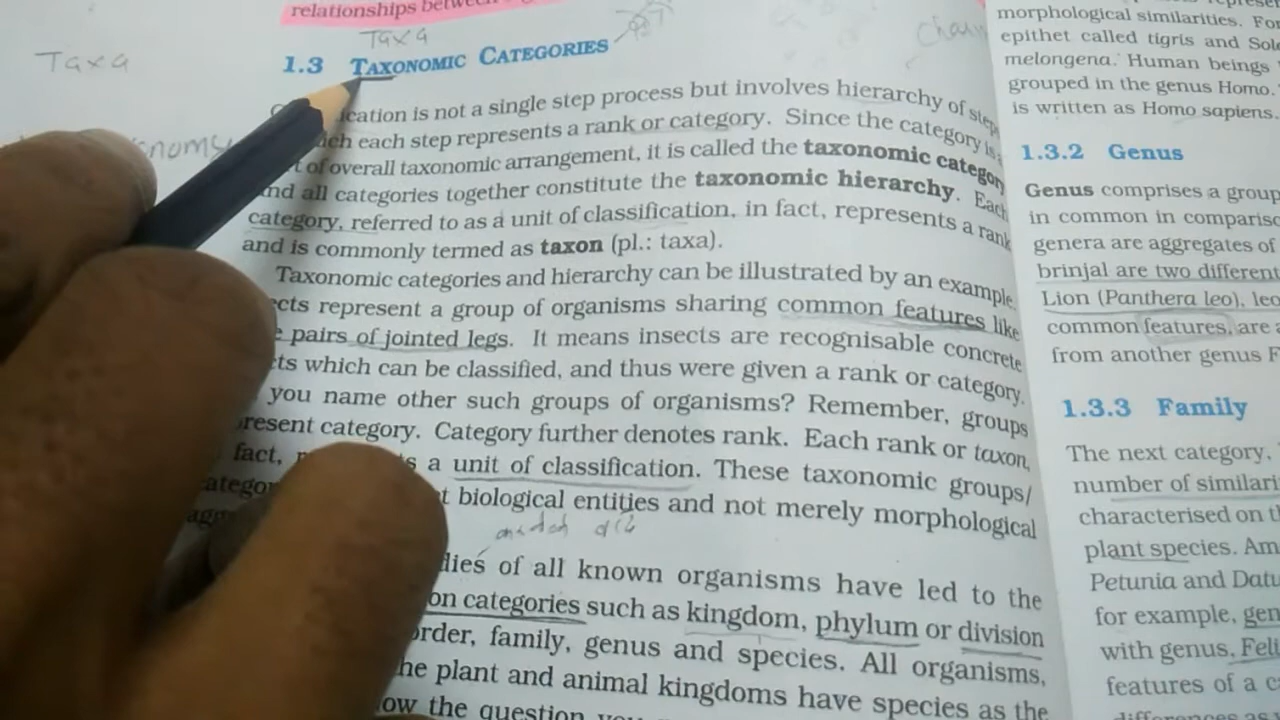 relationships between
Taxa
Taxa
1.3 TAXONOMIC CATEGORIES
ication is not a single step process but involves hierarchy of steps
ch each step represents a rank or category. Since the category is
of overall taxonomic arrangement, it is called the taxonomic category
nd all categories together constitute the taxonomic hierarchy. Each
category, referred to as a unit of classification, in fact, represents a rank
and is commonly termed as taxon (pl.: taxa).
Taxonomic categories and hierarchy can be illustrated by an example.
cts represent a group of organisms sharing common features like
pairs of jointed legs. It means insects are recognisable concrete
cts which can be classified, and thus were given a rank or category.
you name other such groups of organisms? Remember, groups
resent category. Category further denotes rank. Each rank or taxon,
fact, s a unit of classification. These taxonomic groups/
categor t biological entities and not merely morphological
dies of all known organisms have led to the
on categories such as kingdom, phylum or division
order, family, genus and species. All organisms,
he plant and animal kingdoms have species as the
ow the question you
morphological similarities. For
epithet called tigris and Sol
melongena. Human beings
grouped in the genus Homo.
is written as Homo sapiens.
1.3.2 Genus
Genus comprises a group
in common in comparis
genera are aggregates of
brinjal are two different
Lion (Panthera leo), leo
common features, are
from another genus F
1.3.3 Family
The next category,
number of similari
characterised on t
plant species. Am
Petunia and Datu
for example, gen
with genus, Feli
features of a c
differences as